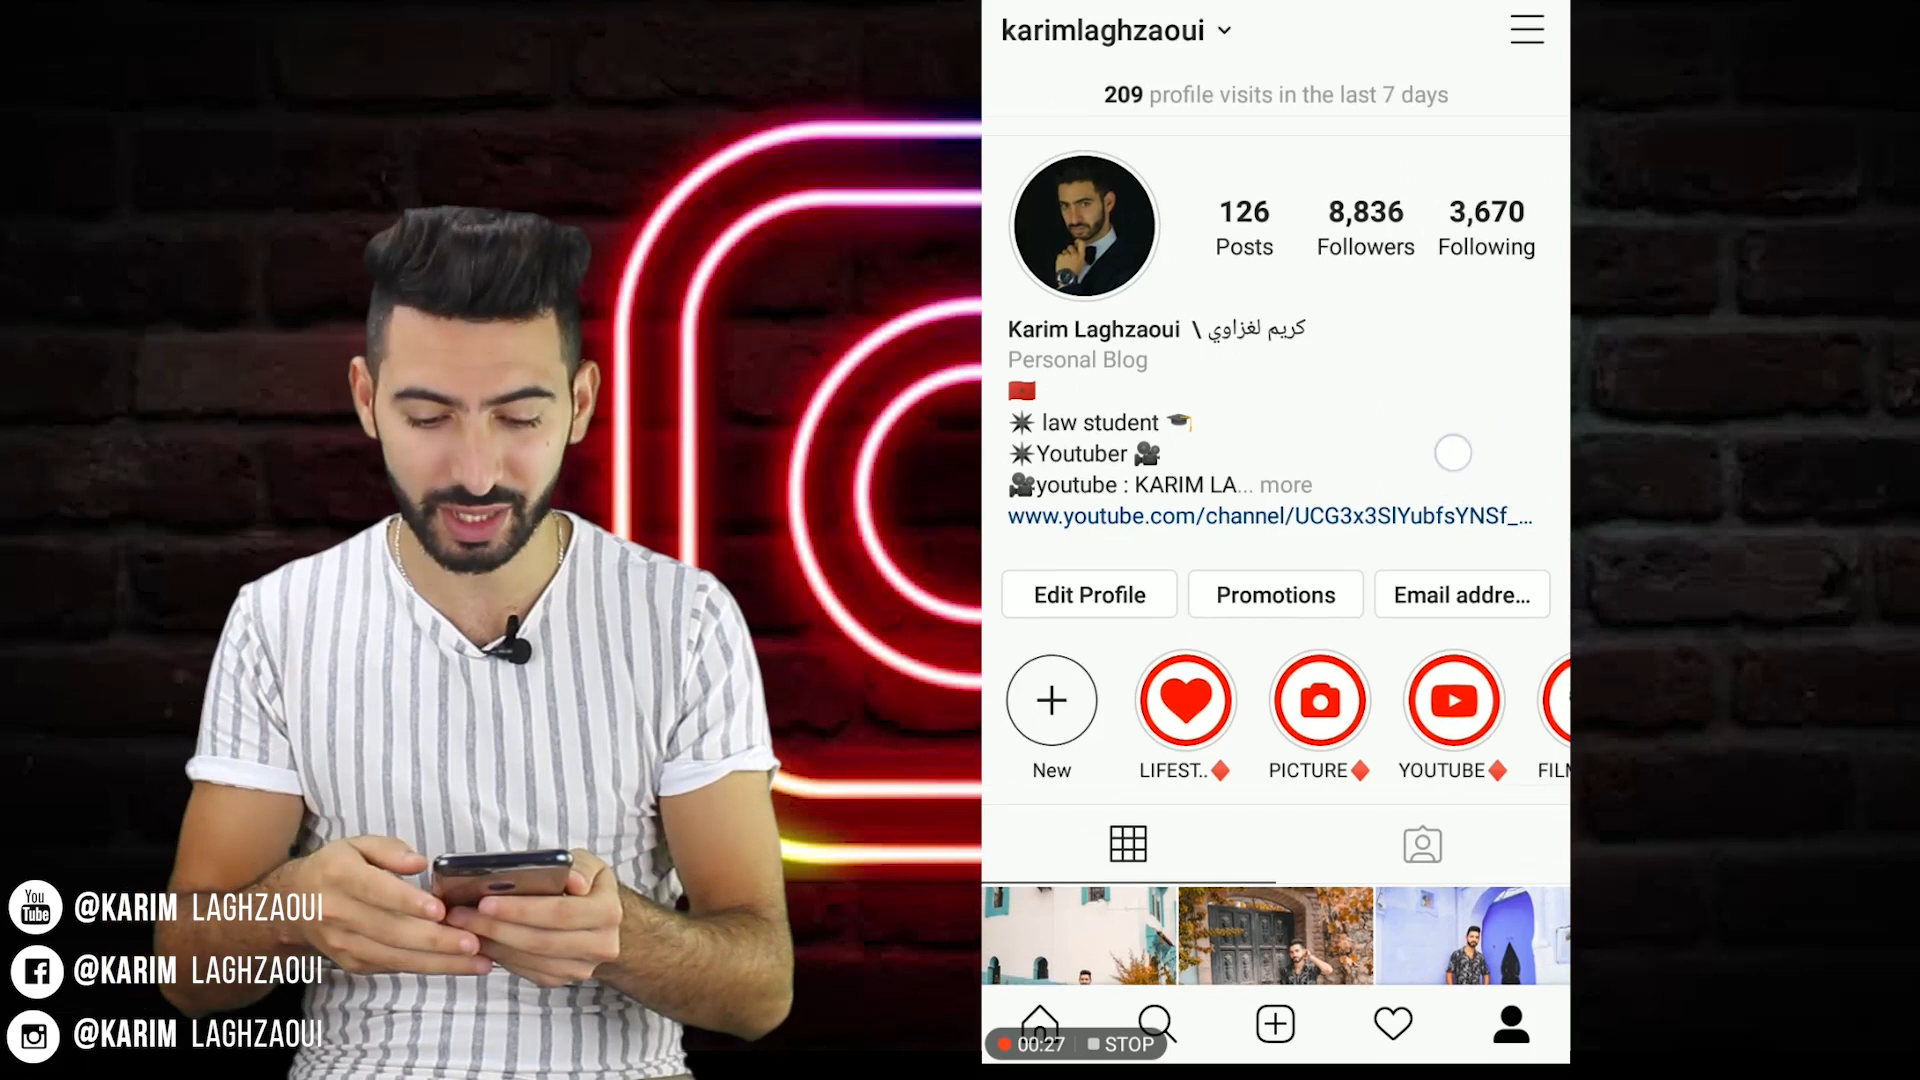 karimlaghzaoui
209 profile visits in the last 7 days
126 8,836 3,670
Posts Followers Following
Karim Laghzaoui \ كريم لغزاوي
Personal Blog
law student
Youtuber
youtube : KARIM LA... more
www.youtube.com/channel/UCG3x3SlYubfsYNSf_...
Edit Profile Promotions Email addre...
New LIFEST.. PICTURE YOUTUBE FILM
You Tube @KARIM LAGHZAOUI
@KARIM LAGHZAOUI
@KARIM LAGHZAOUI
00:27 STOP